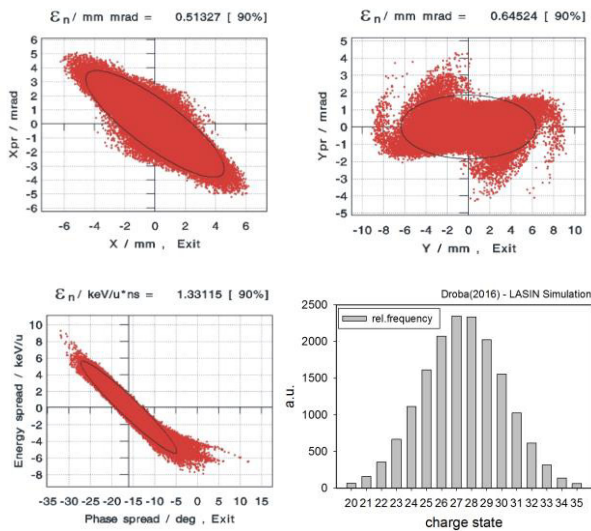 εn / mm mrad = 0.51327 [ 90%]
Xpr / mrad
5
4
3
2
1
0
-1
-2
-3
-4
-5
-6 -4 -2 0 2 4 6
X / mm , Exit
εn / mm mrad = 0.64524 [ 90%]
Ypr / mrad
5
4
3
2
1
0
-1
-2
-3
-4
-5
-10 -8 -6 -4 -2 0 2 4 6 8 10
Y / mm , Exit
εn / keV/u*ns = 1.33115 [ 90%]
Energy spread / keV/u
10
8
6
4
2
0
-2
-4
-6
-8
-35 -30 -25 -20 -15 -10 -5 0 5 10 15
Phase spread / deg , Exit
Droba(2016) - LASIN Simulation
rel.frequency
a.u.
2500
2000
1500
1000
500
0
20 21 22 23 24 25 26 27 28 29 30 31 32 33 34 35
charge state